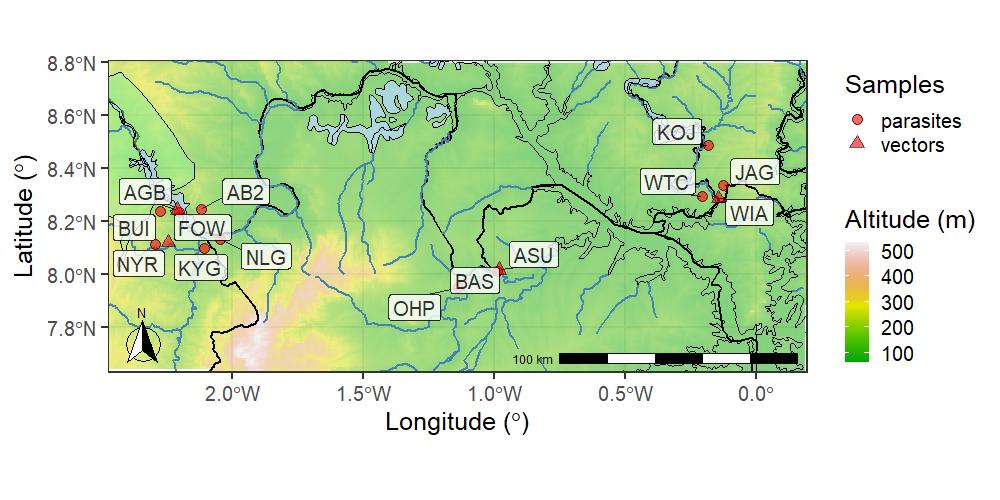 8.8°N
8.6°N
8.4°N
8.2°N
8.0°N
7.8°N
Latitude (°)
KOJ
WTC
JAG
WIA
AGB
AB2
BUI
FOW
NYR
KYG
NLG
ASU
BAS
OHP
N
100 km
2.0°W
1.5°W
1.0°W
0.5°W
0.0°
Longitude (°)
Samples
parasites
vectors
Altitude (m)
500
400
300
200
100